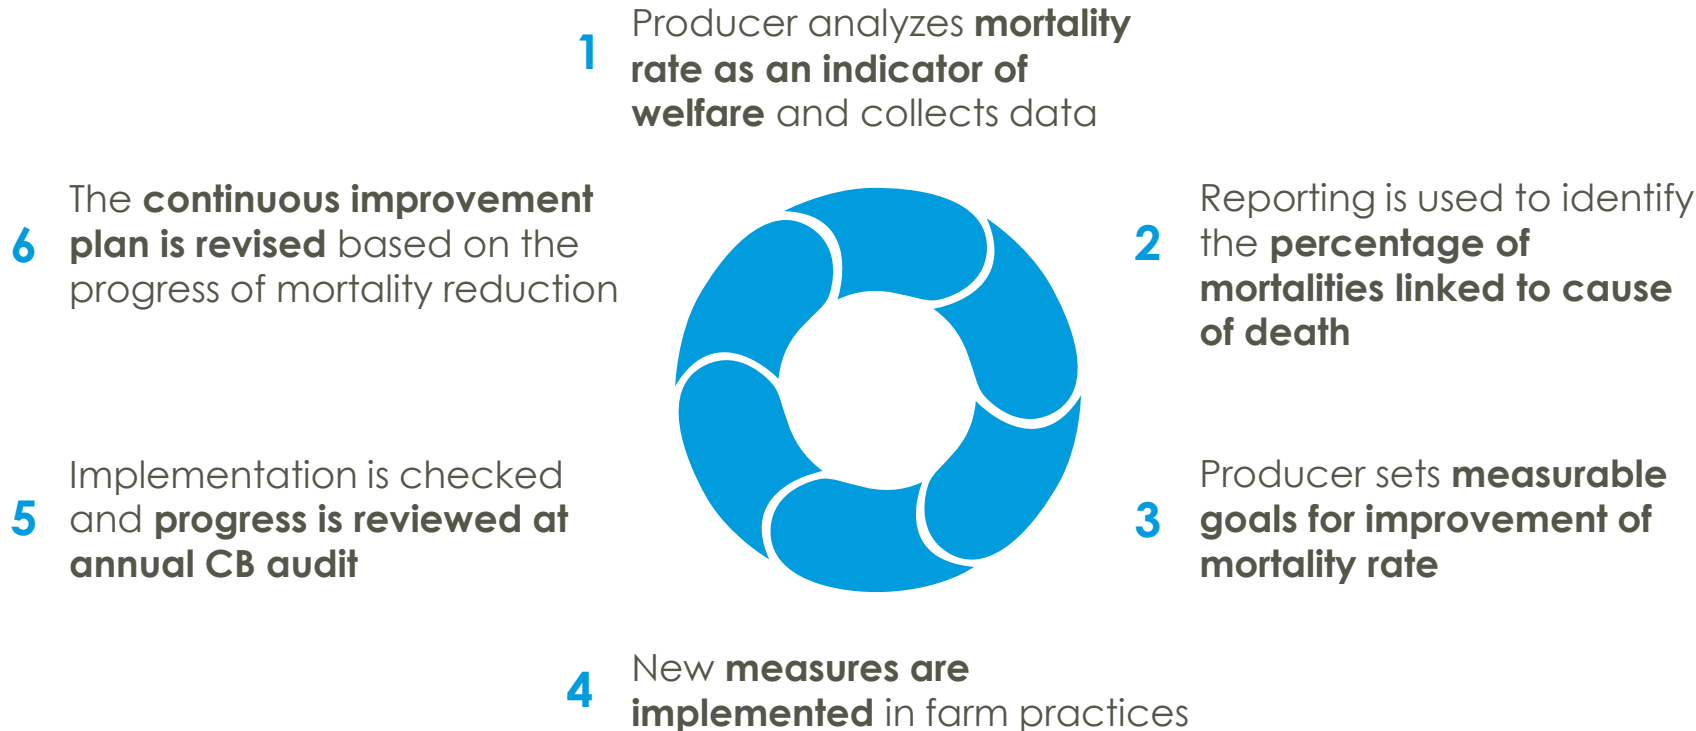 1
Producer analyzes mortality
rate as an indicator of
welfare and collects data
2
Reporting is used to identify
the percentage of
mortalities linked to cause
of death
3
Producer sets measurable
goals for improvement of
mortality rate
4
New measures are
implemented in farm practices
5
Implementation is checked
and progress is reviewed at
annual CB audit
6
The continuous improvement
plan is revised based on the
progress of mortality reduction